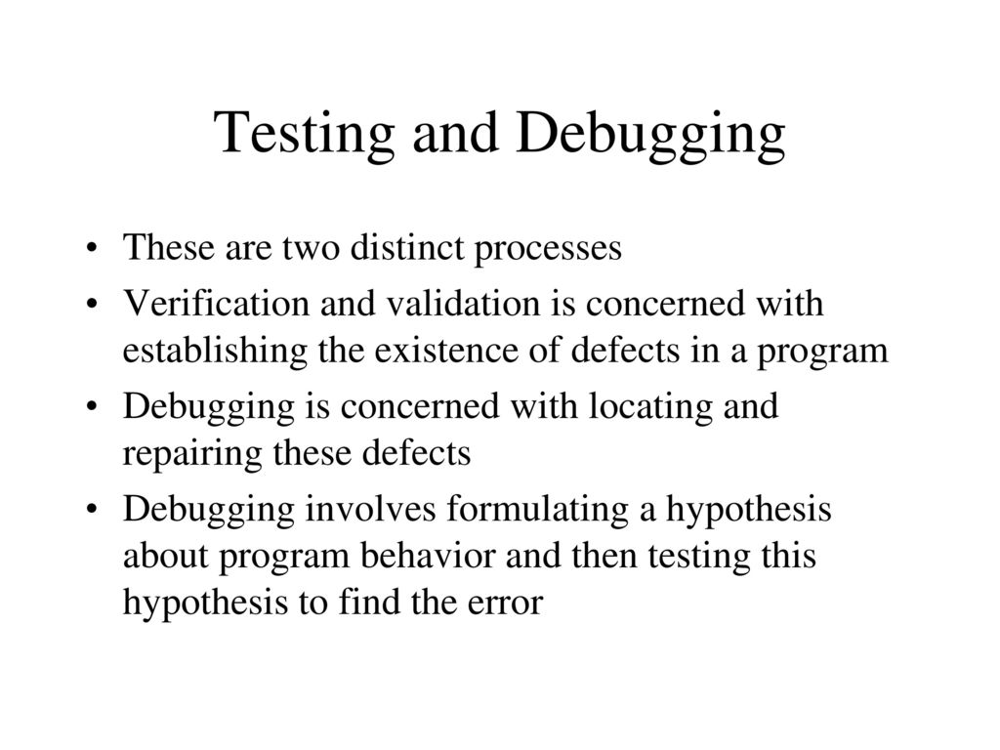 Testing and Debugging
• These are two distinct processes
• Verification and validation is concerned with
establishing the existence of defects in a program
• Debugging is concerned with locating and
repairing these defects
• Debugging involves formulating a hypothesis
about program behavior and then testing this
hypothesis to find the error